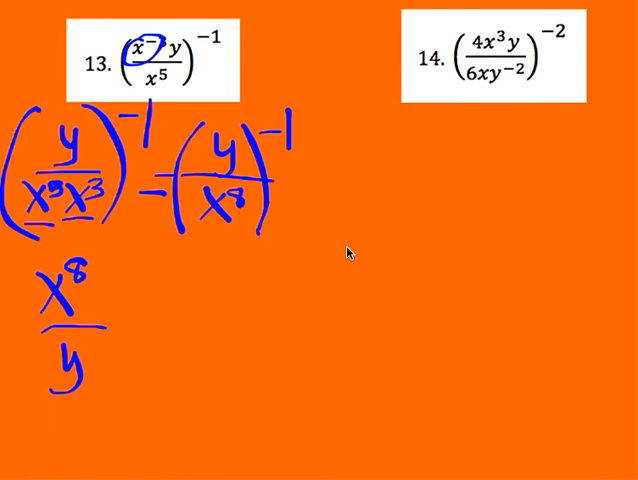 13. (x⁻³y / x⁵)⁻¹
14. (4x³y / 6xy⁻²)⁻²
(y / x⁵x³)⁻¹ = (y / x⁸)⁻¹
x⁸ / y